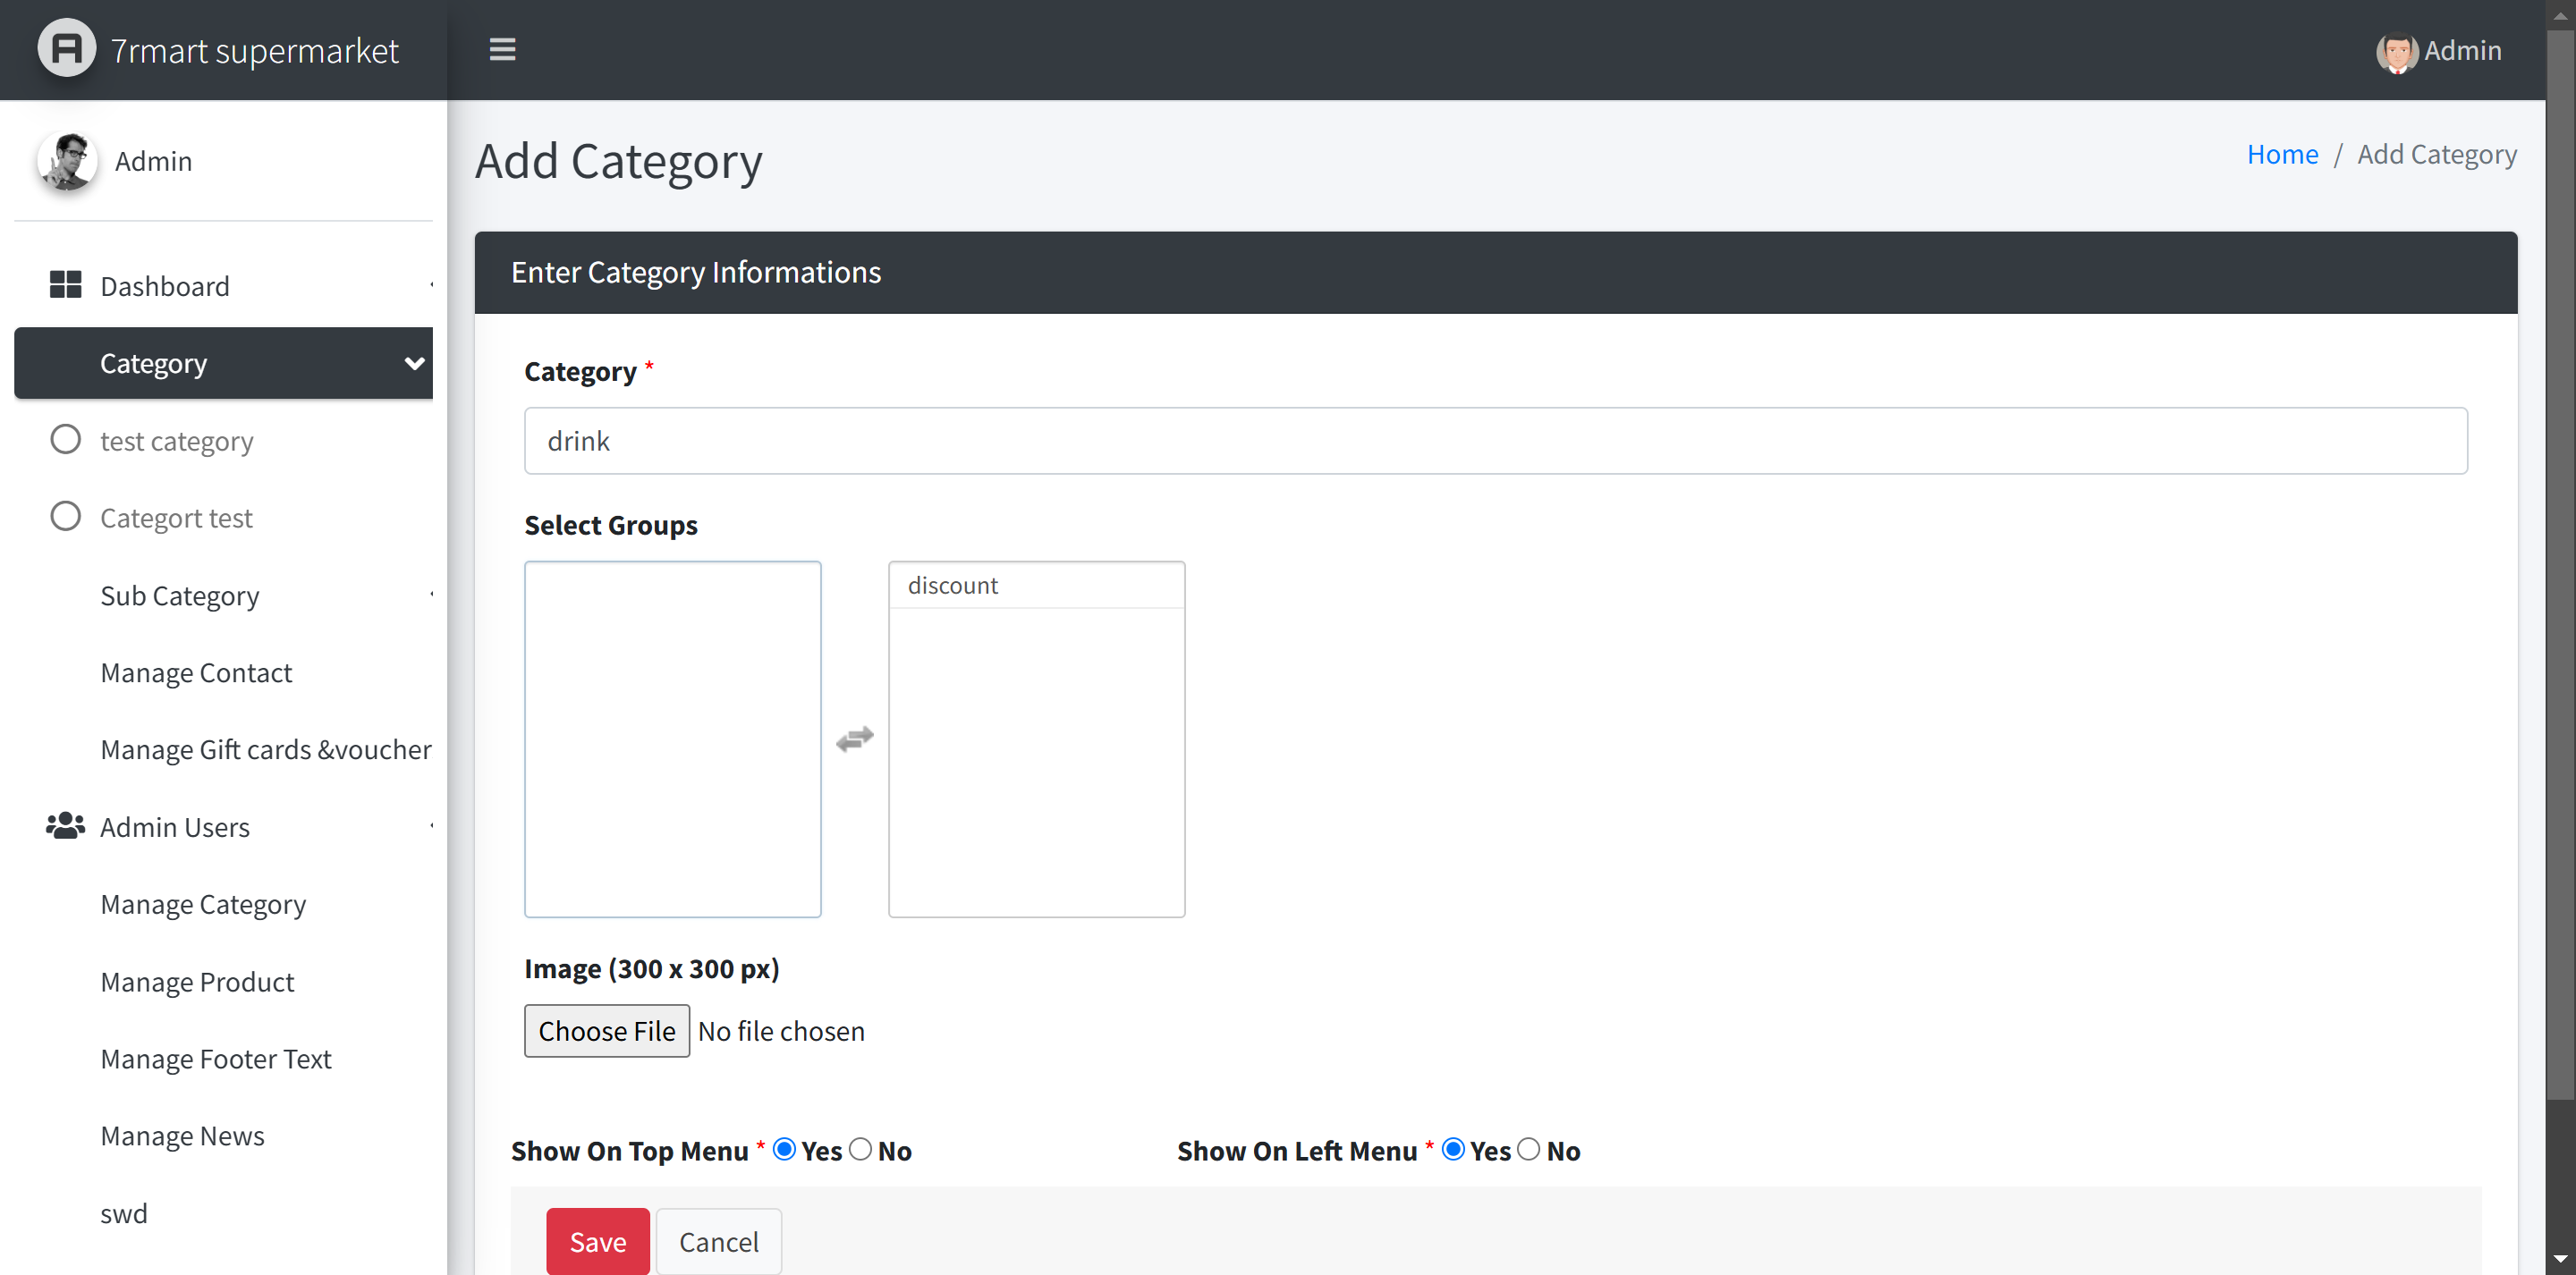 7rmart supermarket
Admin
Admin
Dashboard
Category
test category
Categort test
Sub Category
Manage Contact
Manage Gift cards &voucher
Admin Users
Manage Category
Manage Product
Manage Footer Text
Manage News
swd
Add Category
Home / Add Category
Enter Category Informations
Category *
drink
Select Groups
discount
Image (300 x 300 px)
Choose File No file chosen
Show On Top Menu * Yes No
Show On Left Menu * Yes No
Save Cancel